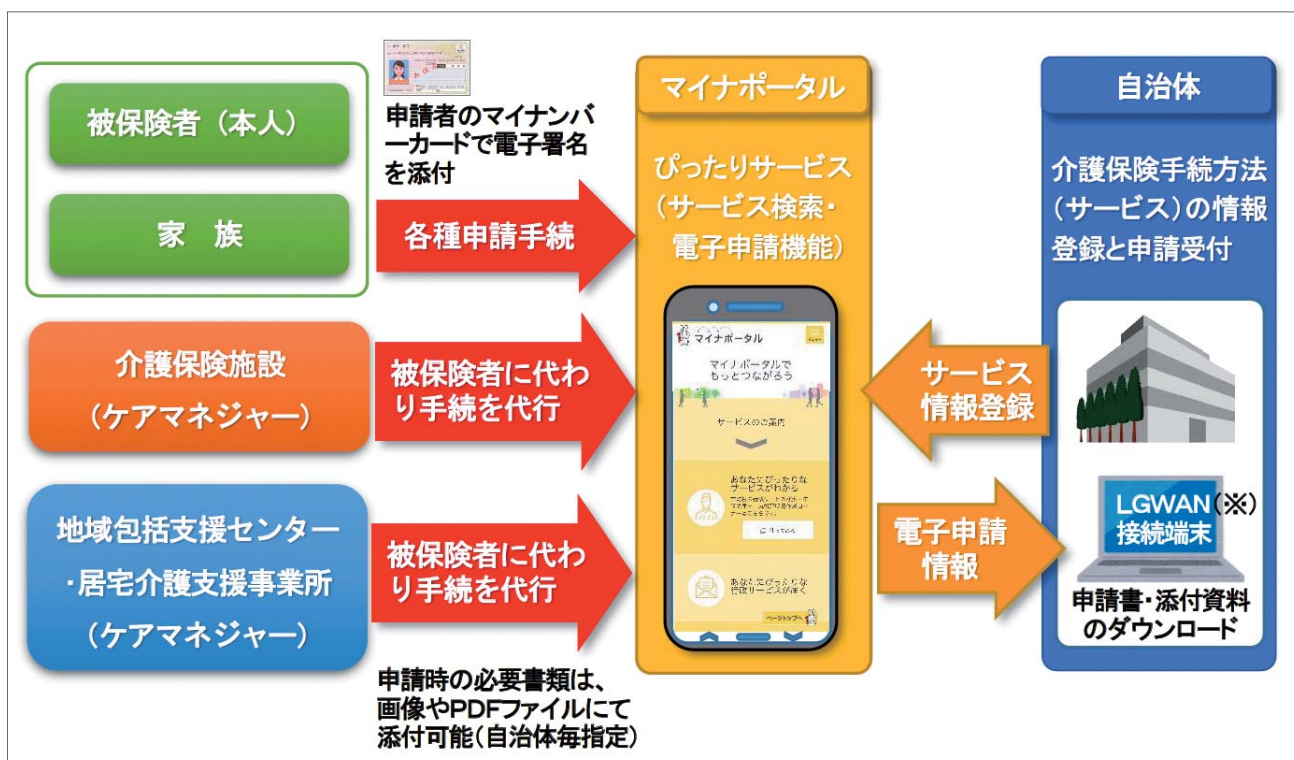 被保険者（本人）
家　族
申請者のマイナンバ
ーカードで電子署名
を添付
各種申請手続
介護保険施設
（ケアマネジャー）
被保険者に代わ
り手続を代行
地域包括支援センター
・居宅介護支援事業所
（ケアマネジャー）
被保険者に代わ
り手続を代行
申請時の必要書類は、
画像やPDFファイルにて
添付可能（自治体毎指定）
マイナポータル
ぴったりサービス
（サービス検索・
電子申請機能）
マイナポータル
マイナポータルで
もっとつながろう
サービスのご案内
あなたにぴったりな
サービスがわかる
あなたにぴったりな
行政サービスが届く
ページトップへ
サービス
情報登録
電子申請
情報
自治体
介護保険手続方法
（サービス）の情報
登録と申請受付
LGWAN（※）
接続端末
申請書・添付資料
のダウンロード